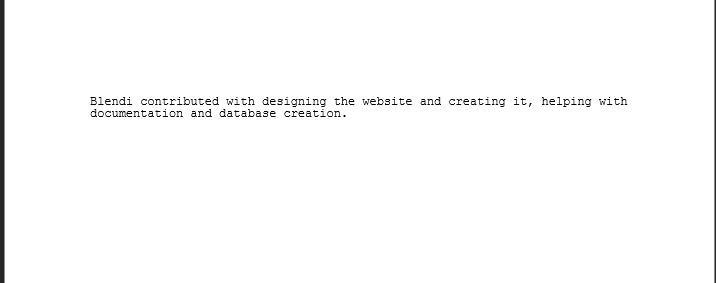 Blendi contributed with designing the website and creating it, helping with
documentation and database creation.